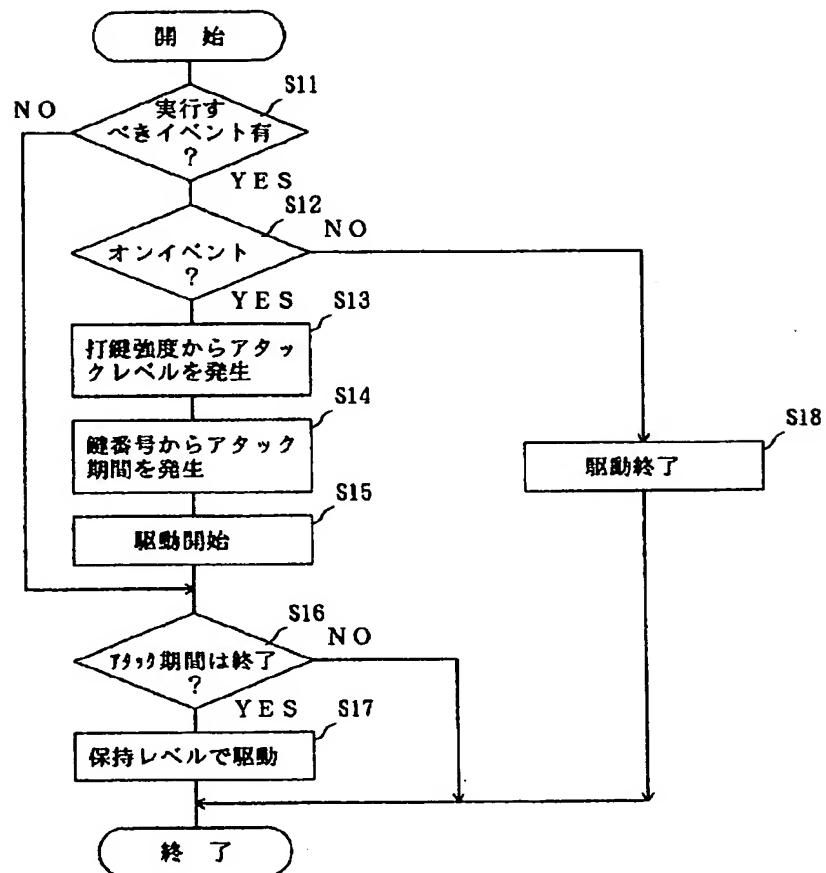 開 始
S11
NO
実行す
べきイベント有
?
YES
S12
NO
オンイベント
?
YES
S13
打鍵強度からアタッ
クレベルを発生
S14
鍵番号からアタック
期間を発生
S18
駆動終了
S15
駆動開始
S16
NO
アタック期間は終了
?
YES
S17
保持レベルで駆動
終 了